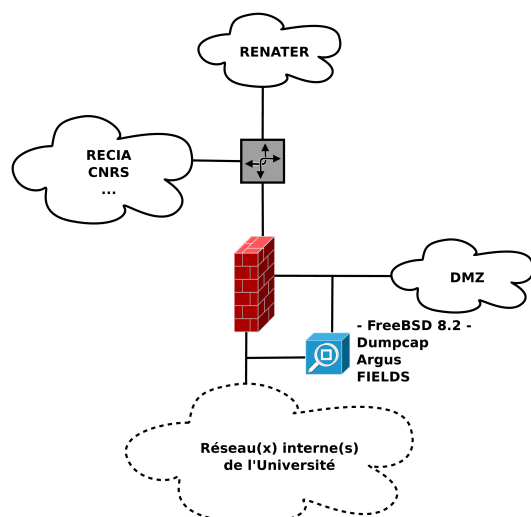 RENATER
RECIA
CNRS
...
DMZ
- FreeBSD 8.2 -
Dumpcap
Argus
FIELDS
Réseau(x) interne(s)
de l'Université